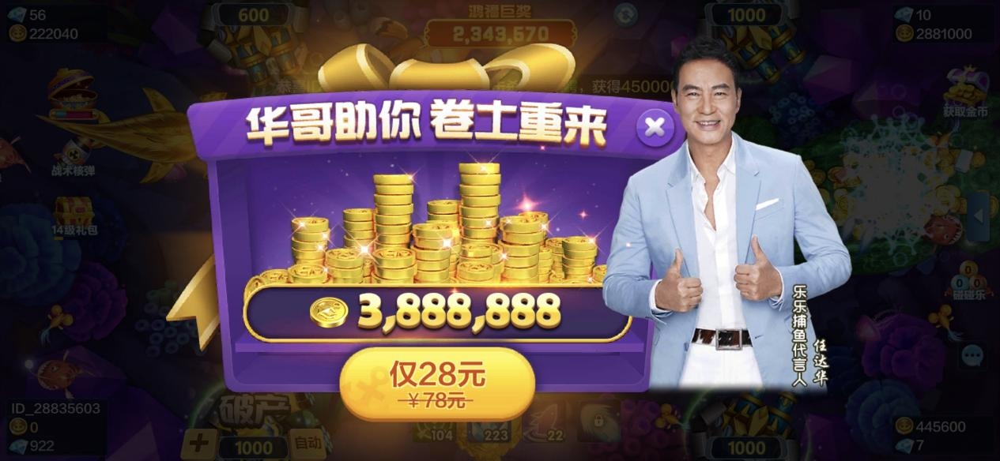 56
222040
600
鸿福巨奖
2,343,570
1000
10
2881000
获得450000
华哥助你 卷土重来
获取金币
战术核弹
14级礼包
3,888,888
碰碰乐
乐乐捕鱼代言人
任达华
仅28元
¥78元
ID_28835603
0
922
破产
1000
自动
104
223
22
1000
445600
7